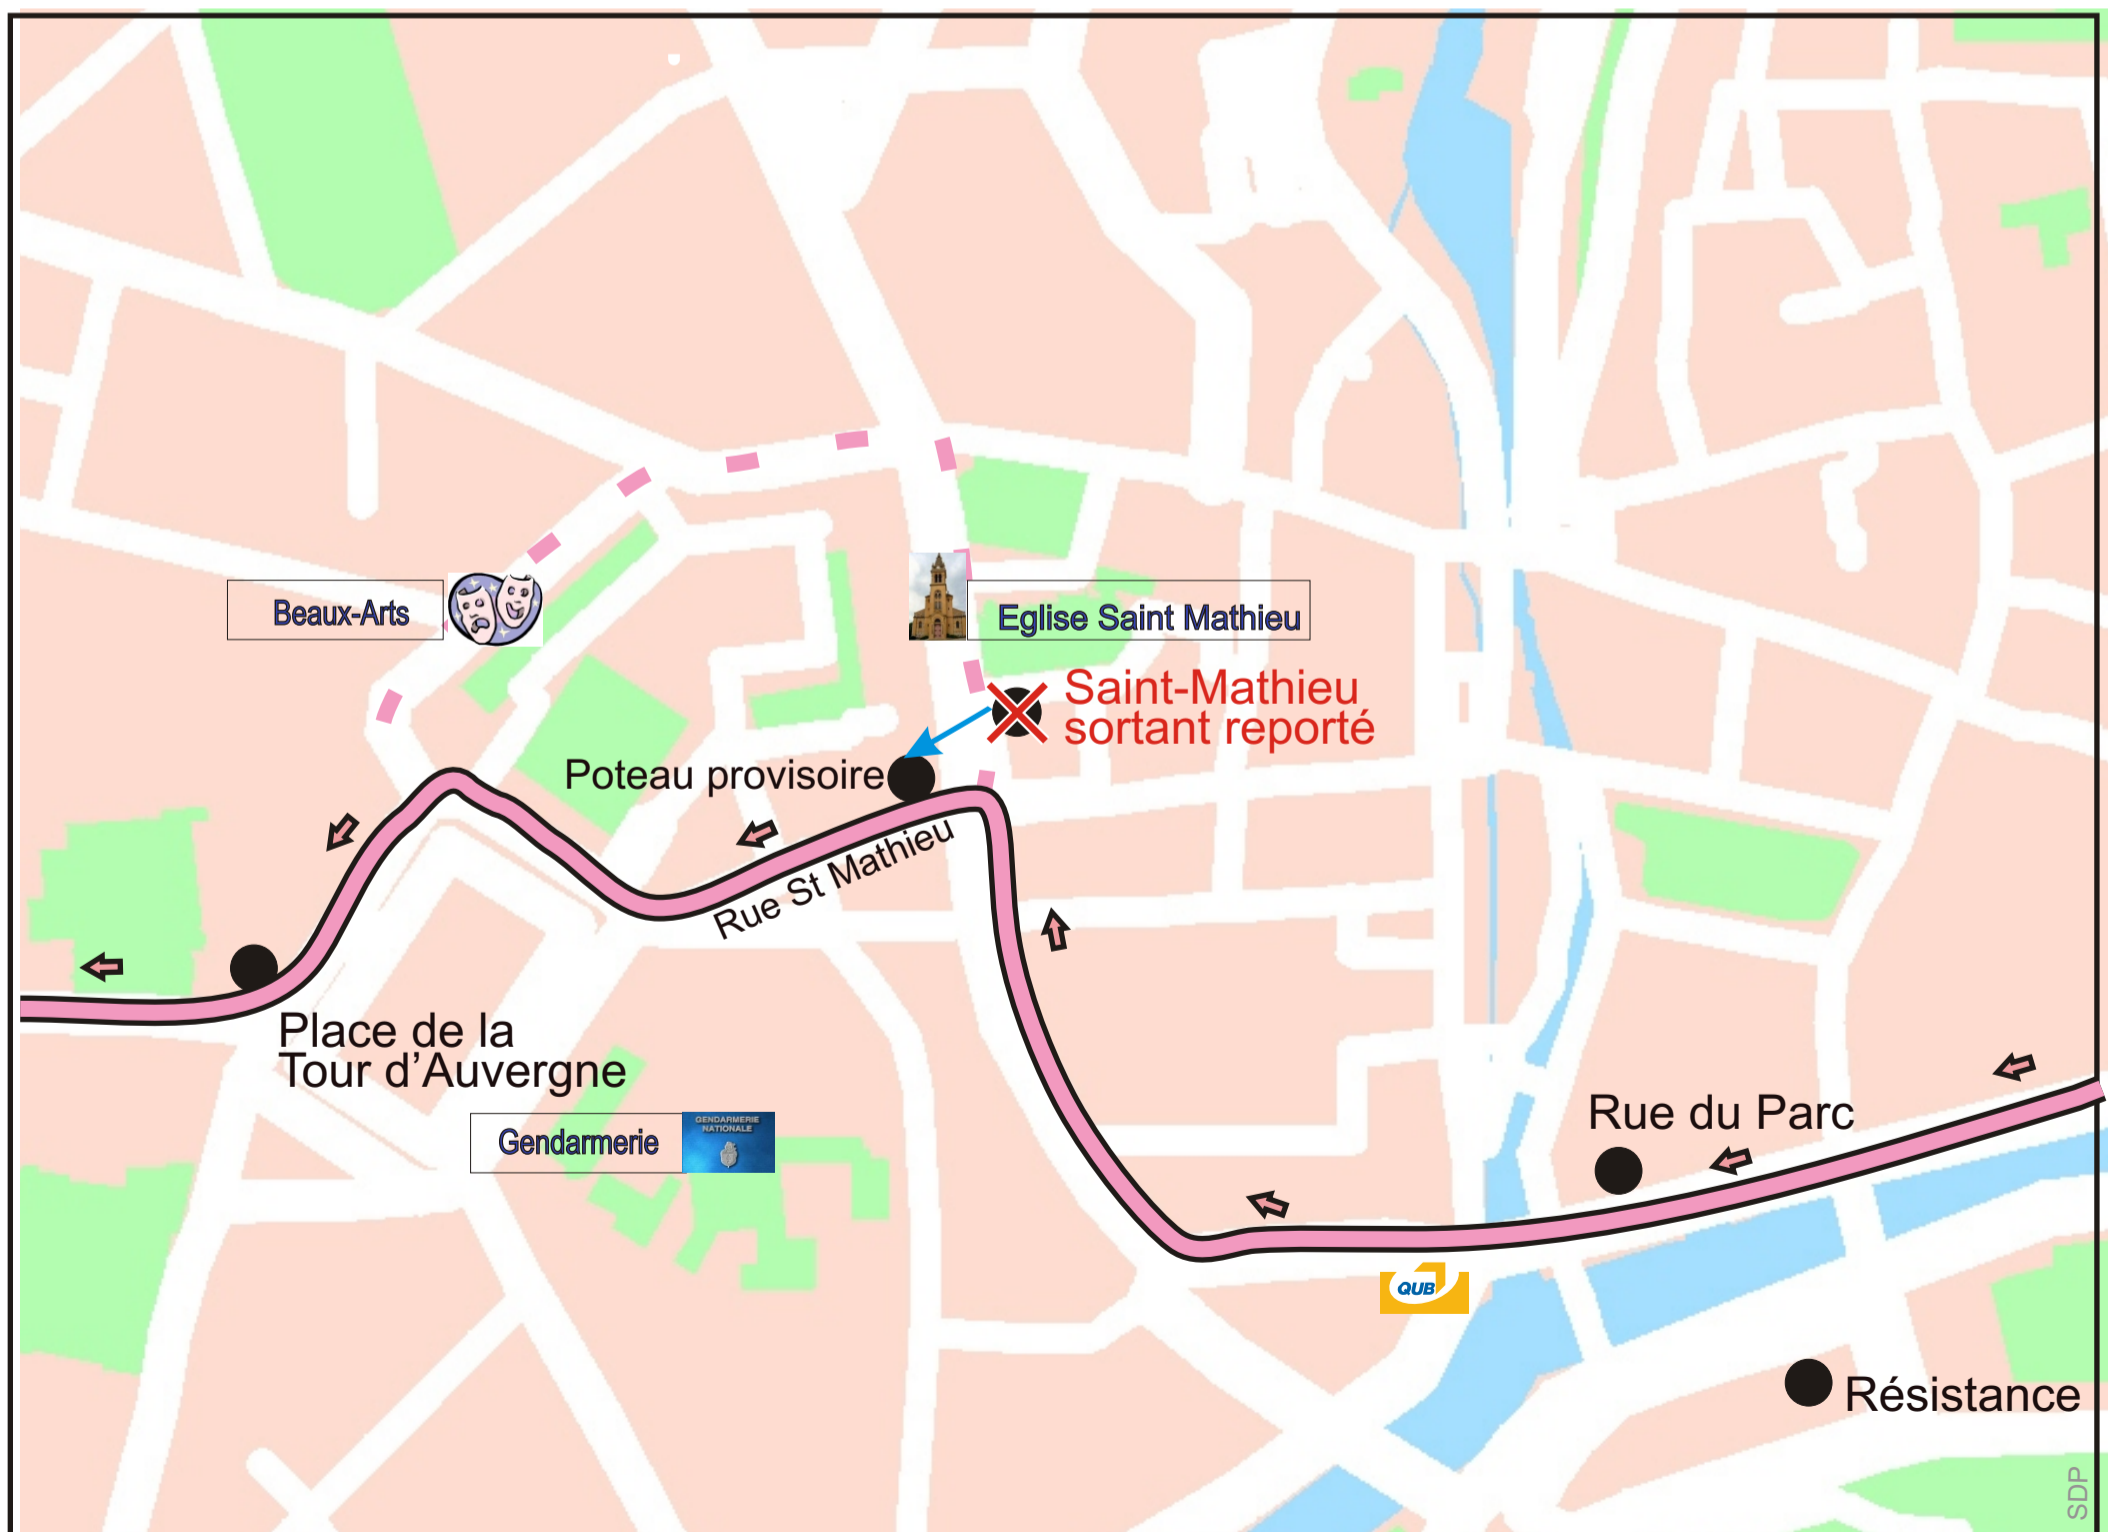 Beaux-Arts
Eglise Saint Mathieu
Saint-Mathieu
sortant reporté
Poteau provisoire
Rue St Mathieu
Place de la
Tour d'Auvergne
Gendarmerie
GENDARMERIE
NATIONALE
Rue du Parc
QUB
Résistance
SDP